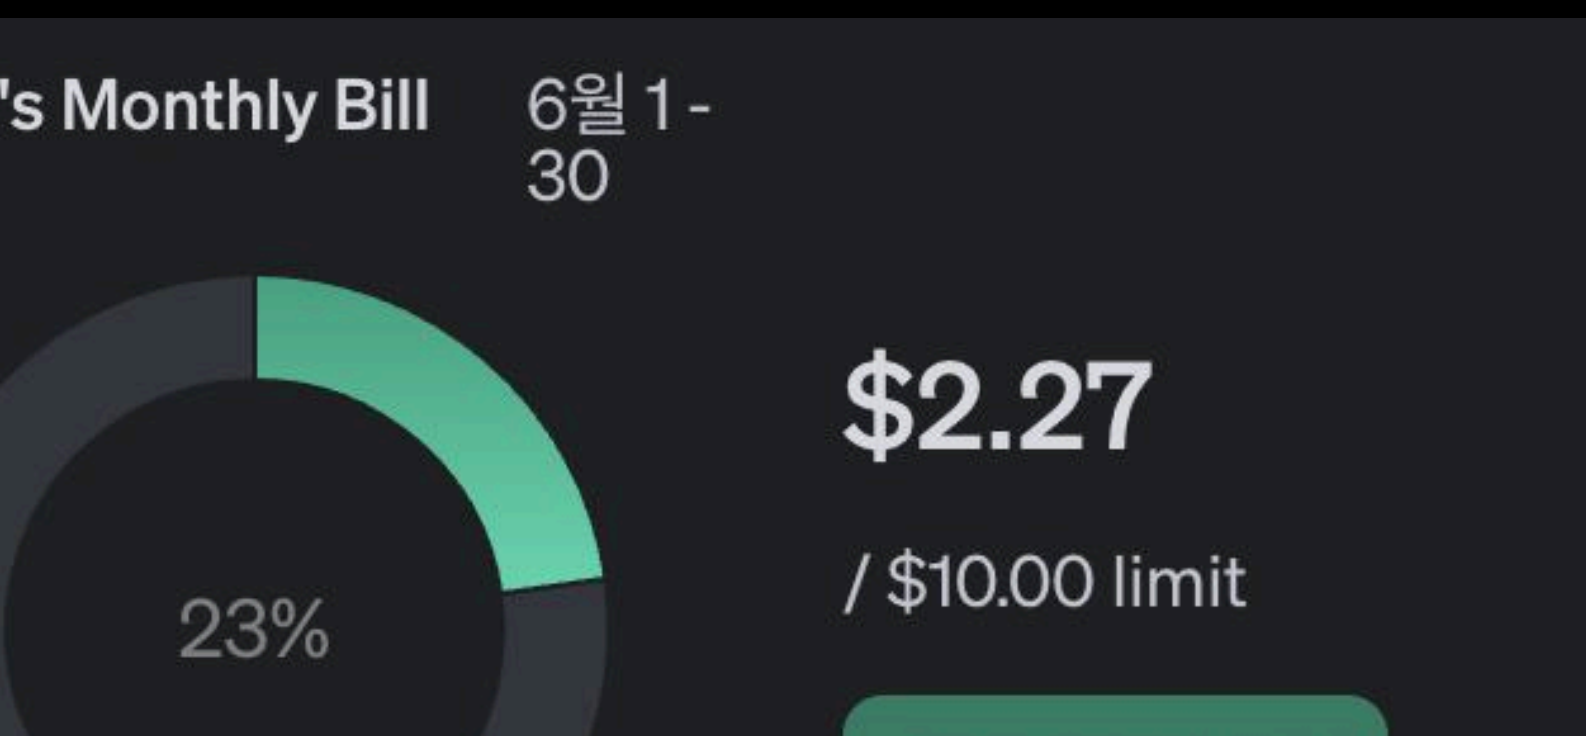 's Monthly Bill
6월 1 -
30
$2.27
/ $10.00 limit
23%